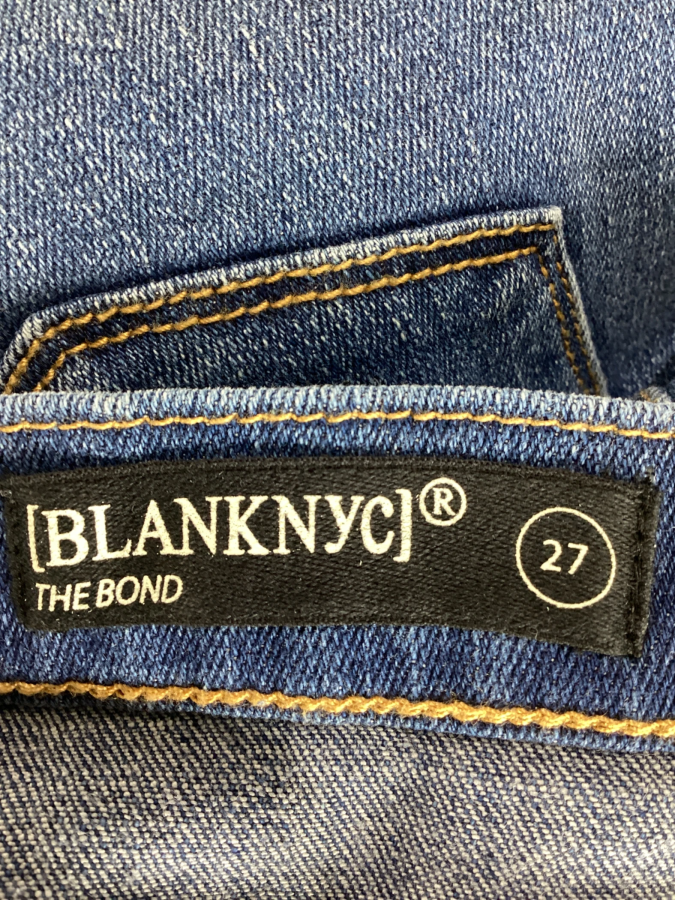 [BLANKNYC]®
THE BOND
27